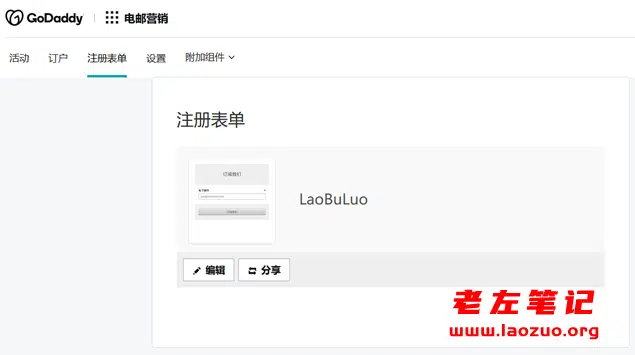 GoDaddy 电邮营销
活动 订户 注册表单 设置 附加组件
注册表单
订阅我们
LaoBuLuo
编辑 分享
老左笔记
www.laozuo.org